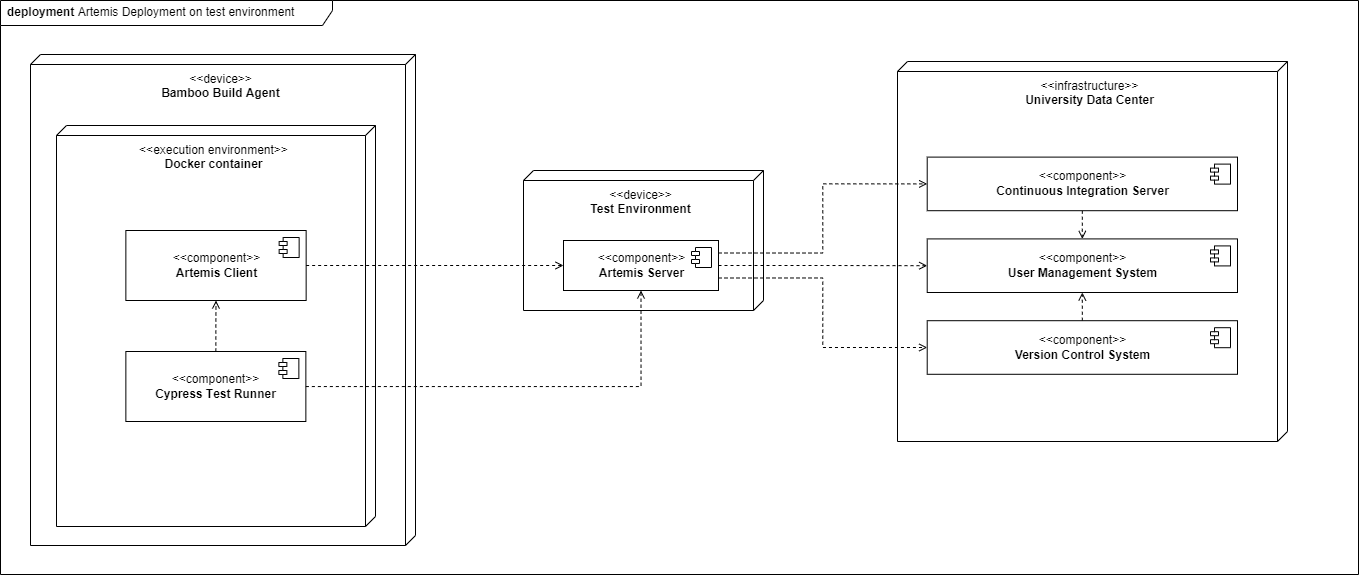 deployment Artemis Deployment on test environment
<<device>>
Bamboo Build Agent
<<execution environment>>
Docker container
<<component>>
Artemis Client
<<component>>
Cypress Test Runner
<<device>>
Test Environment
<<component>>
Artemis Server
<<infrastructure>>
University Data Center
<<component>>
Continuous Integration Server
<<component>>
User Management System
<<component>>
Version Control System